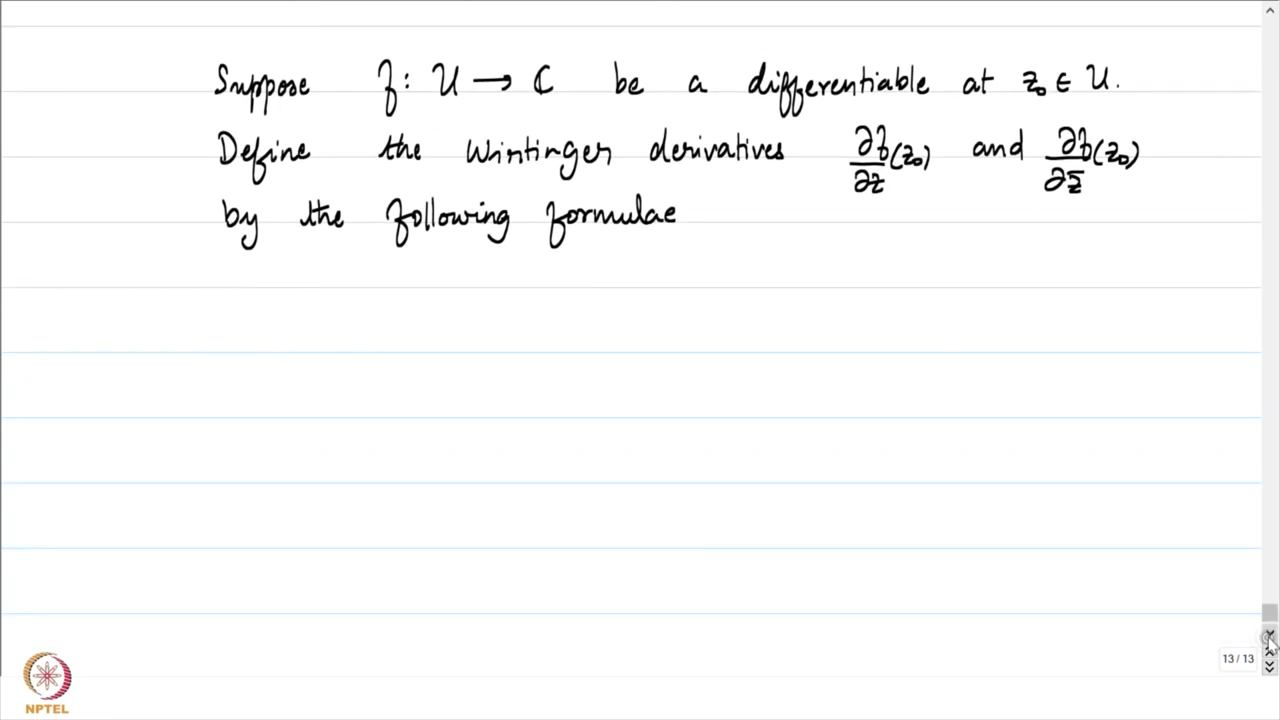 Suppose f: U → ℂ be a differentiable at z₀ ∈ U.
Define the Wirtinger derivatives ∂f/∂z(z₀) and ∂f/∂z̄(z₀)
by the following formulae
13 / 13
NPTEL